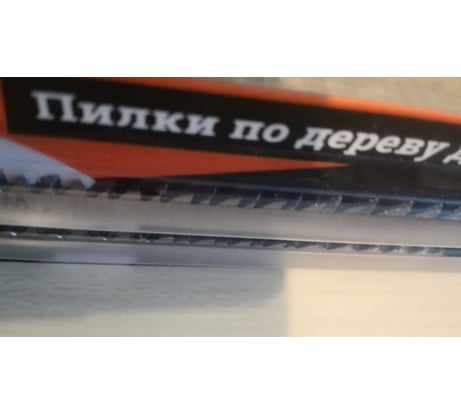 Пилки по дереву д